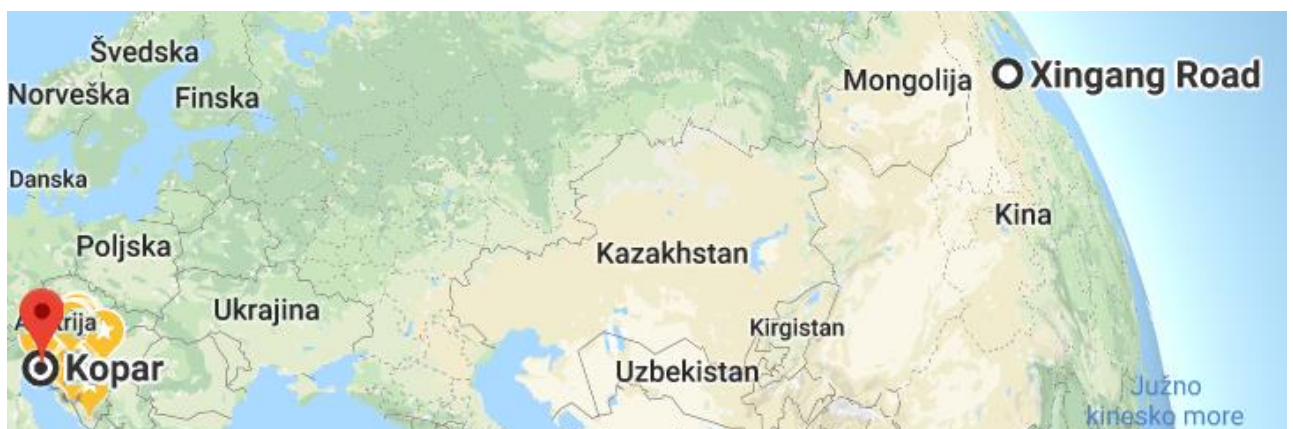 Švedska
Norveška
Finska
Mongolija
Xingang Road
Danska
Poljska
Kina
Kazakhstan
Ukrajina
Kirgistan
Kopar
Uzbekistan
Južno
kinesko more